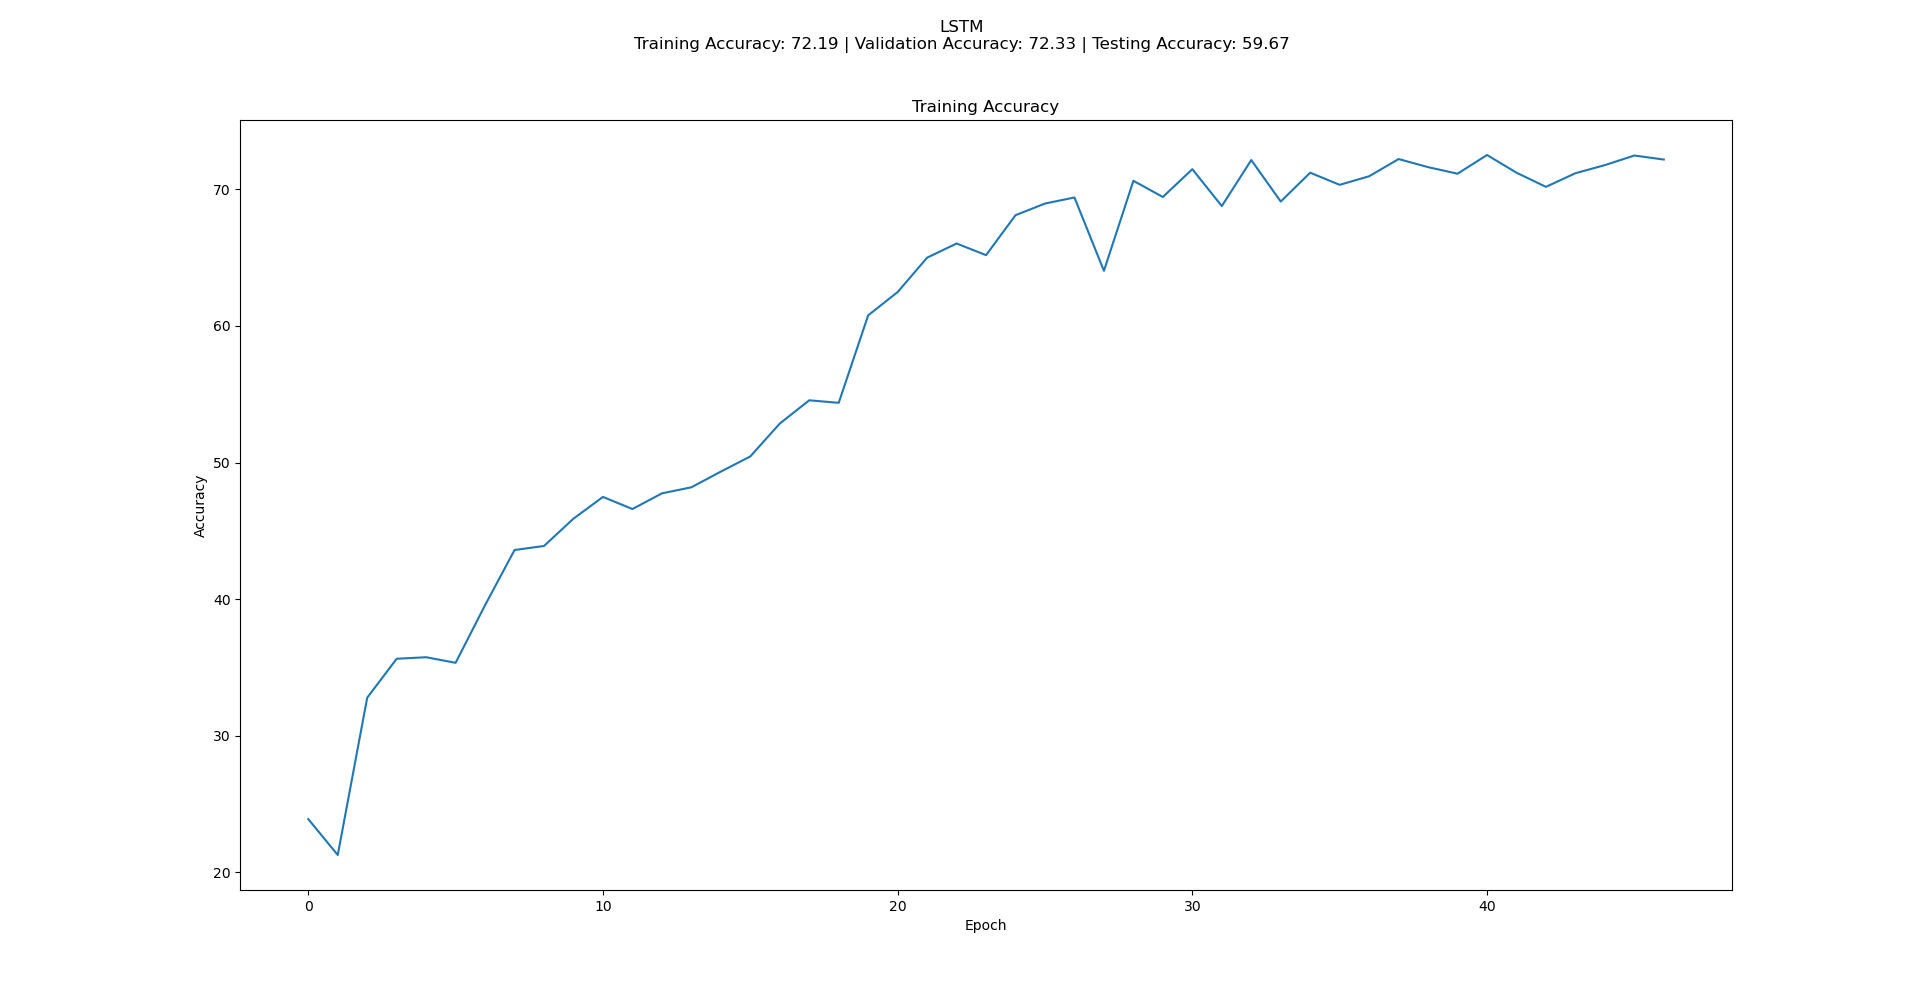 LSTM
Training Accuracy: 72.19 | Validation Accuracy: 72.33 | Testing Accuracy: 59.67
Training Accuracy
70
60
50
40
30
20
Accuracy
0 10 20 30 40
Epoch